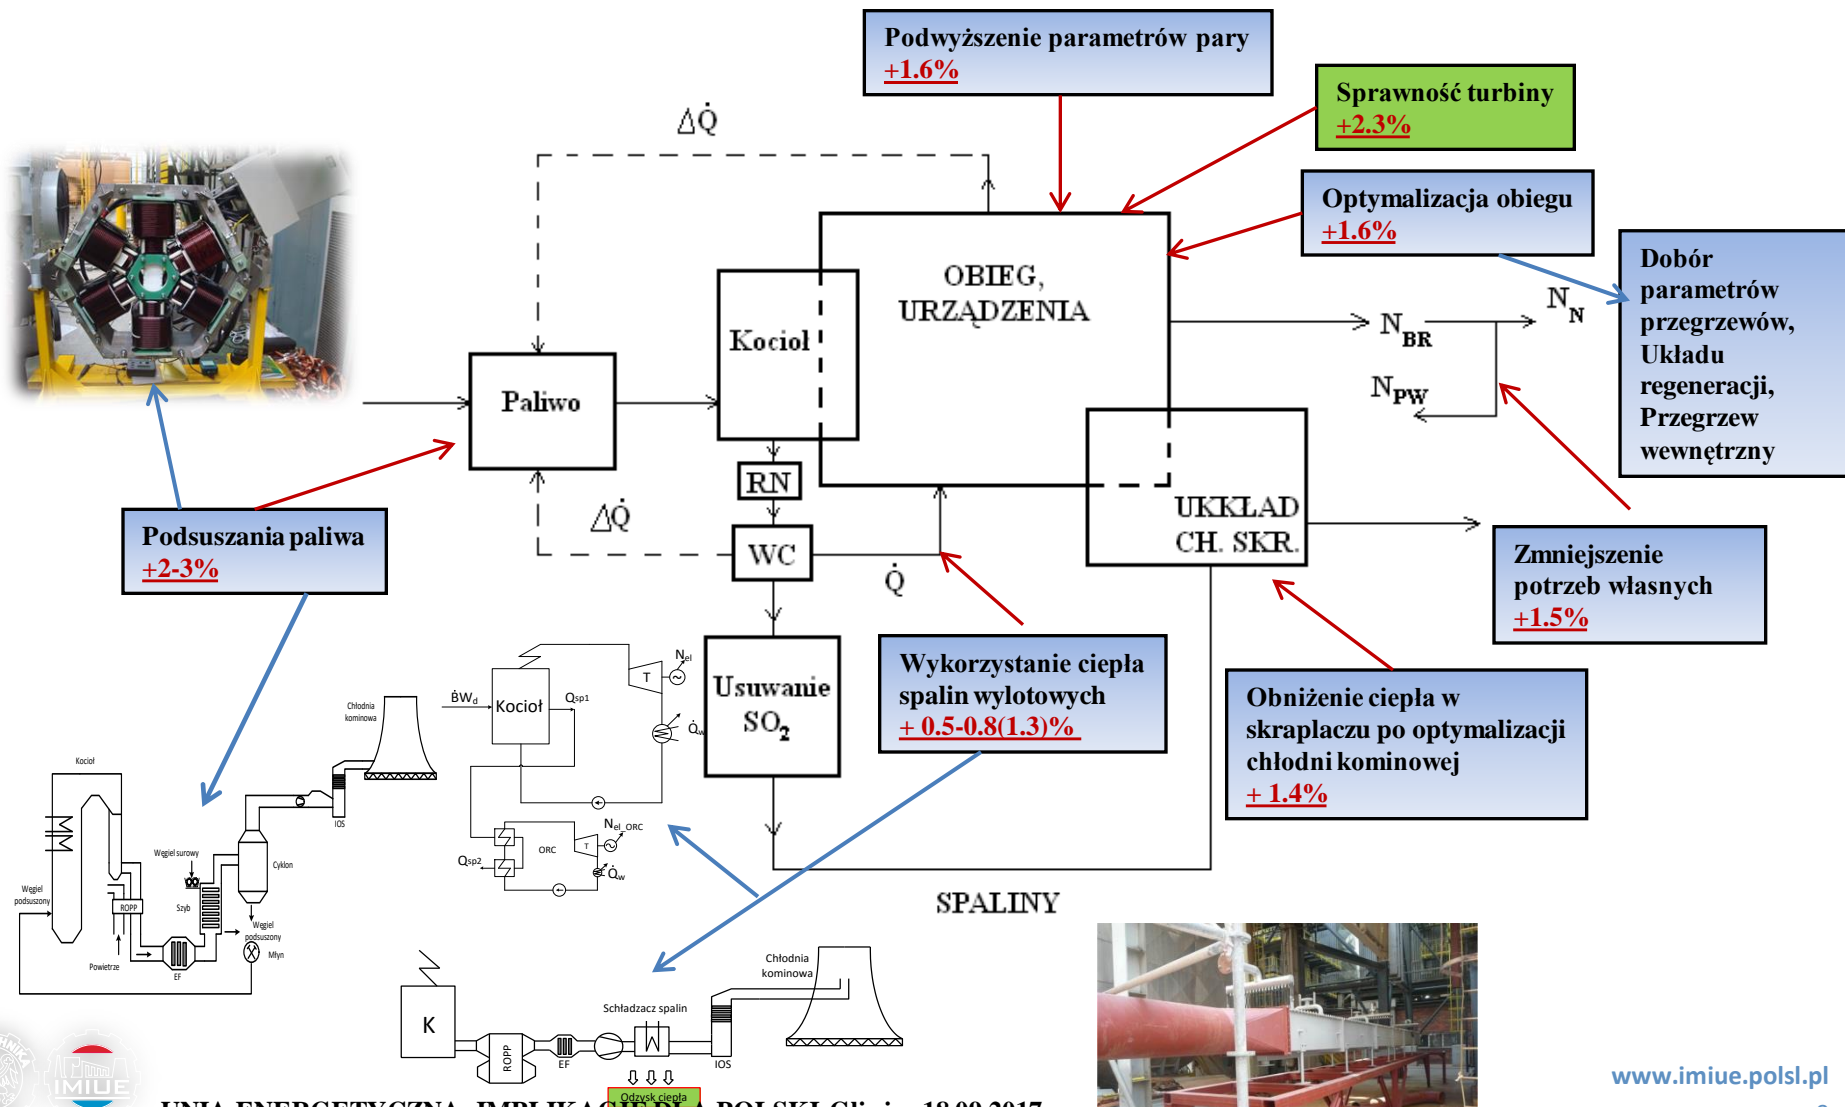 Podwyższenie parametrów pary
+1.6%
Sprawność turbiny
+2.3%
Optymalizacja obiegu
+1.6%
Dobór
parametrów
przegrzewów,
Układu
regeneracji,
Przegrzew
wewnętrzny
ΔQ̇
OBIEG,
URZĄDZENIA
Kocioł
Paliwo
N_BR
N_N
N_PW
RN
WC
ΔQ̇
Q̇
UKKŁAD
CH. SKR.
Podsuszania paliwa
+2-3%
Zmniejszenie
potrzeb własnych
+1.5%
Usuwanie
SO₂
Wykorzystanie ciepła
spalin wylotowych
+ 0.5-0.8(1.3)%
Obniżenie ciepła w
skraplaczu po optymalizacji
chłodni kominowej
+ 1.4%
SPALINY
ḂW_d
Kocioł
Q_sp1
T
N_el
Q̇_w
Q_sp2
ORC
T
N_el_ORC
Q̇_w
Chłodnia
kominowa
Kocioł
IOS
Węgiel surowy
Cyklon
Węgiel
podsuszony
Szyb
ROPP
Węgiel
podsuszony
Młyn
Powietrze
EF
Chłodnia
kominowa
Schładzacz spalin
K
ROPP
EF
IOS
Odzysk ciepła
HNIKA
IMIUE
www.imiue.polsl.pl